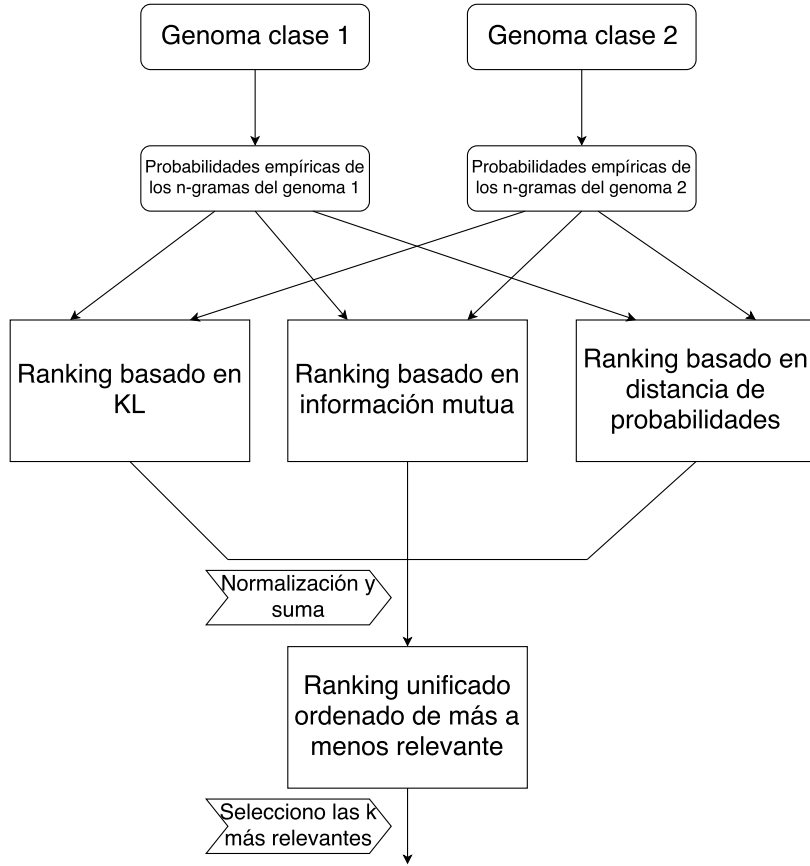 Genoma clase 1
Genoma clase 2
Probabilidades empíricas de
los n-gramas del genoma 1
Probabilidades empíricas de
los n-gramas del genoma 2
Ranking basado en
KL
Ranking basado en
información mutua
Ranking basado en
distancia de
probabilidades
Normalización y
suma
Ranking unificado
ordenado de más a
menos relevante
Selecciono las k
más relevantes